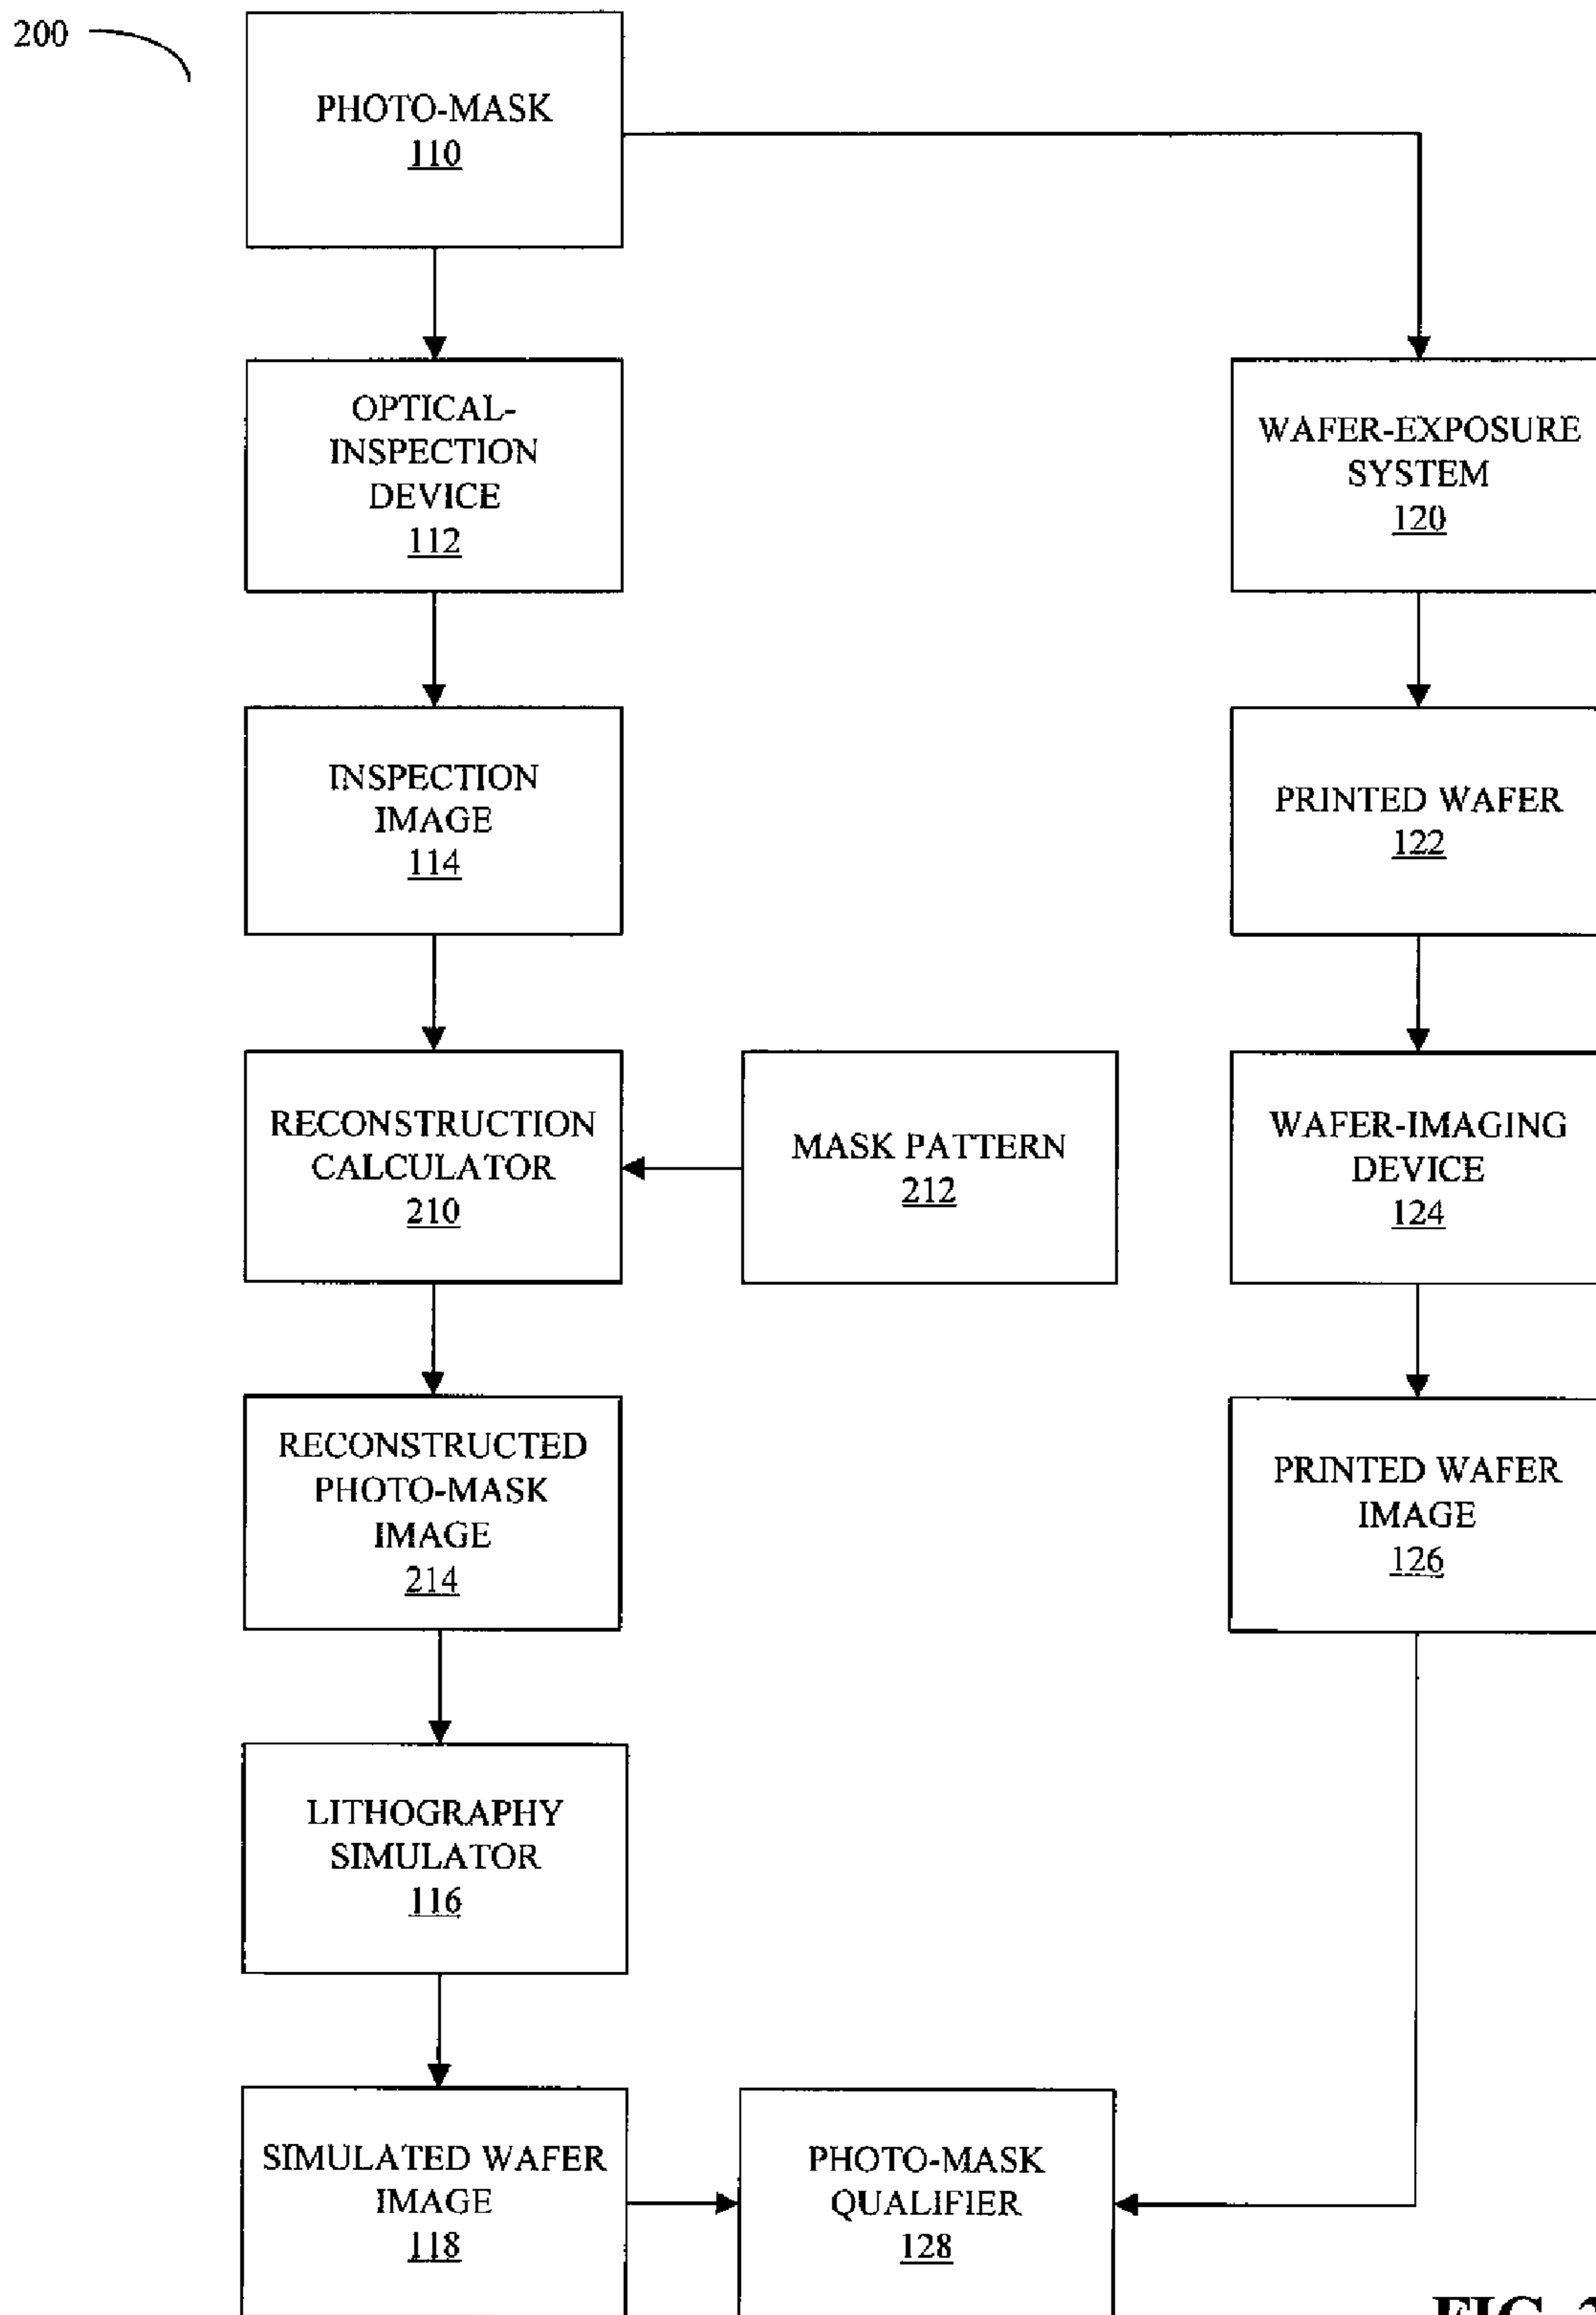 200
PHOTO-MASK
110
OPTICAL-
INSPECTION
DEVICE
112
WAFER-EXPOSURE
SYSTEM
120
INSPECTION
IMAGE
114
PRINTED WAFER
122
RECONSTRUCTION
CALCULATOR
210
MASK PATTERN
212
WAFER-IMAGING
DEVICE
124
RECONSTRUCTED
PHOTO-MASK
IMAGE
214
PRINTED WAFER
IMAGE
126
LITHOGRAPHY
SIMULATOR
116
SIMULATED WAFER
IMAGE
118
PHOTO-MASK
QUALIFIER
128
FIG.